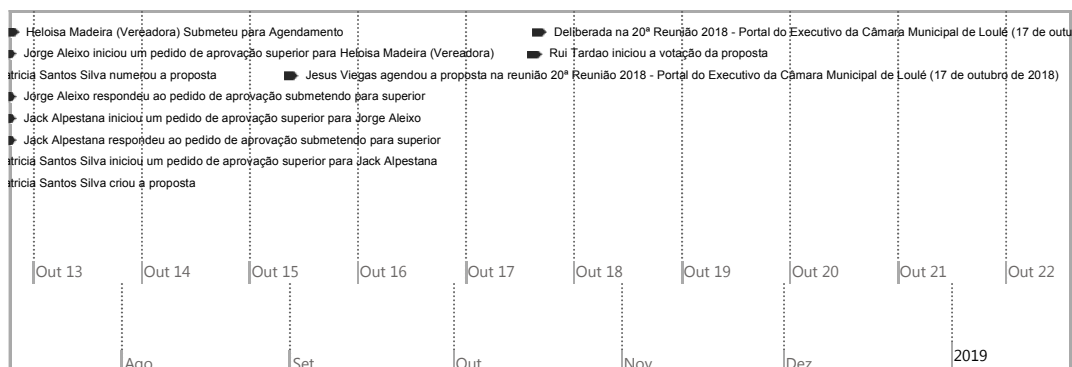 Heloisa Madeira (Vereadora) Submeteu para Agendamento
Deliberada na 20ª Reunião 2018 - Portal do Executivo da Câmara Municipal de Loulé (17 de outu
Jorge Aleixo iniciou um pedido de aprovação superior para Heloisa Madeira (Vereadora)
Rui Tardao iniciou a votação da proposta
atricia Santos Silva numerou a proposta
Jesus Viegas agendou a proposta na reunião 20ª Reunião 2018 - Portal do Executivo da Câmara Municipal de Loulé (17 de outubro de 2018)
Jorge Aleixo respondeu ao pedido de aprovação submetendo para superior
Jack Alpestana iniciou um pedido de aprovação superior para Jorge Aleixo
Jack Alpestana respondeu ao pedido de aprovação submetendo para superior
atricia Santos Silva iniciou um pedido de aprovação superior para Jack Alpestana
atricia Santos Silva criou a proposta
Out 13 Out 14 Out 15 Out 16 Out 17 Out 18 Out 19 Out 20 Out 21 Out 22
Ago Set Out Nov Dez 2019